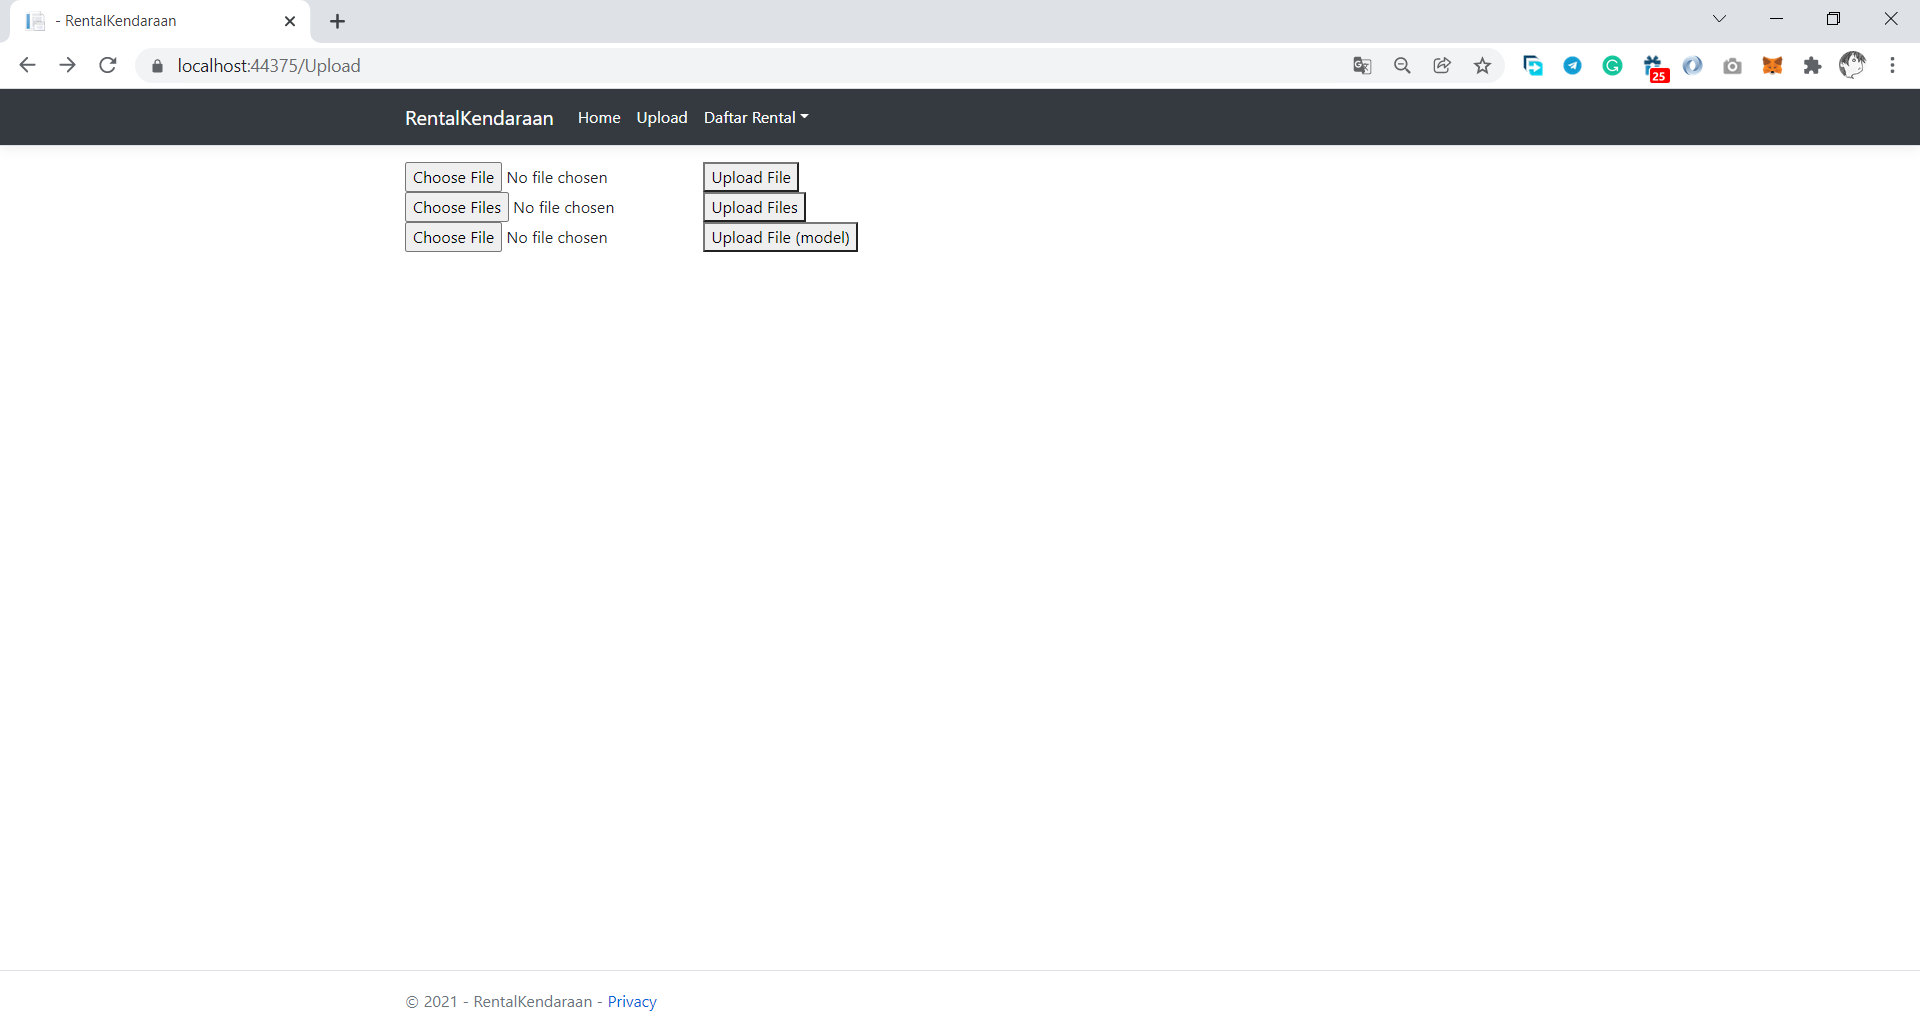 - RentalKendaraan
localhost:44375/Upload
25
RentalKendaraan Home Upload Daftar Rental
Choose File No file chosen Upload File
Choose Files No file chosen Upload Files
Choose File No file chosen Upload File (model)
© 2021 - RentalKendaraan - Privacy